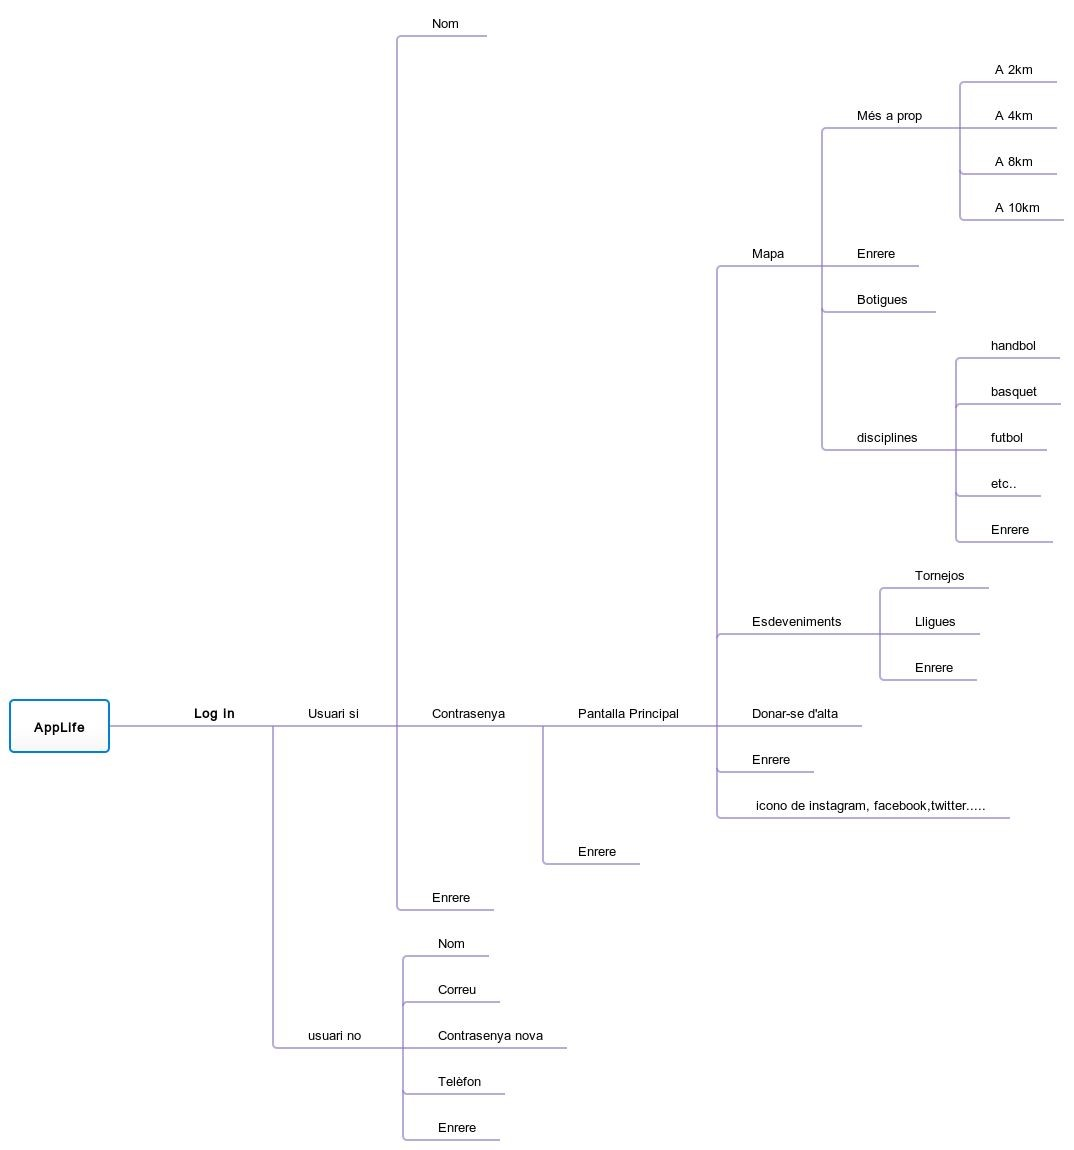 Nom
A 2km
Més a prop
A 4km
A 8km
A 10km
Mapa
Enrere
Botigues
handbol
basquet
disciplines
futbol
etc..
Enrere
Tornejos
Esdeveniments
Lligues
Enrere
AppLife
Log in
Usuari si
Contrasenya
Pantalla Principal
Donar-se d'alta
Enrere
icono de instagram, facebook,twitter.....
Enrere
Enrere
Nom
Correu
usuari no
Contrasenya nova
Telèfon
Enrere